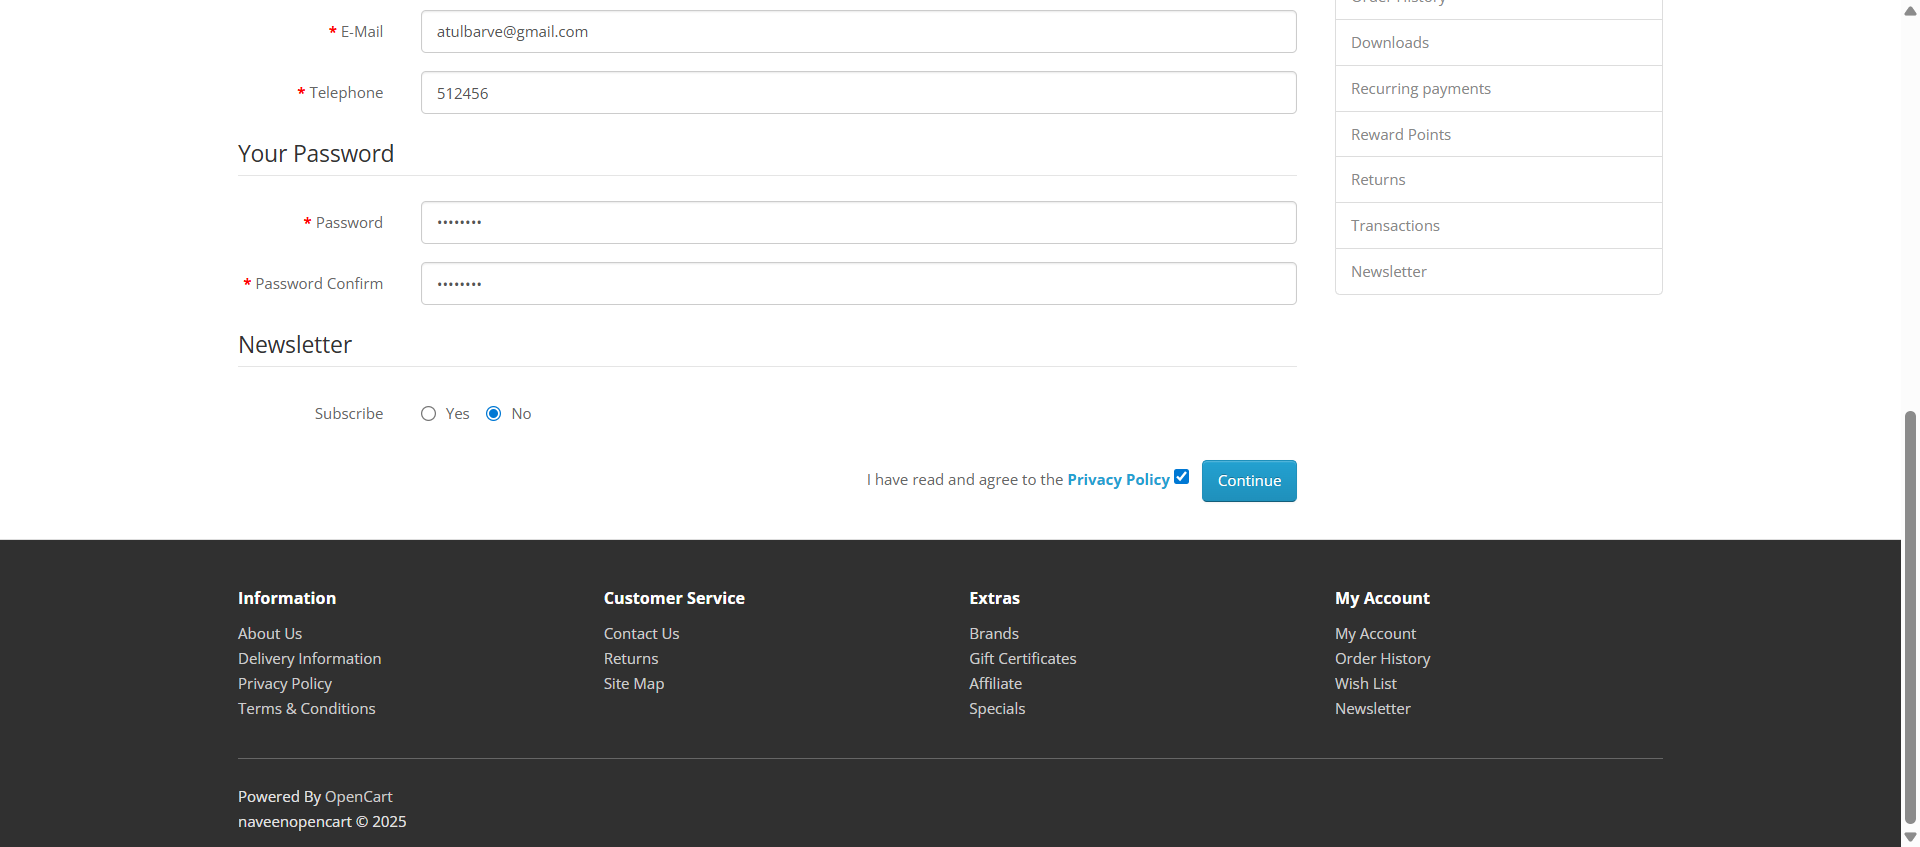 * E-Mail
atulbarve@gmail.com
* Telephone
512456
Your Password
* Password
••••••••
* Password Confirm
••••••••
Newsletter
Subscribe
Yes
No
I have read and agree to the Privacy Policy
Continue
Order History
Downloads
Recurring payments
Reward Points
Returns
Transactions
Newsletter
Information
About Us
Delivery Information
Privacy Policy
Terms & Conditions
Customer Service
Contact Us
Returns
Site Map
Extras
Brands
Gift Certificates
Affiliate
Specials
My Account
My Account
Order History
Wish List
Newsletter
Powered By OpenCart
naveenopencart © 2025